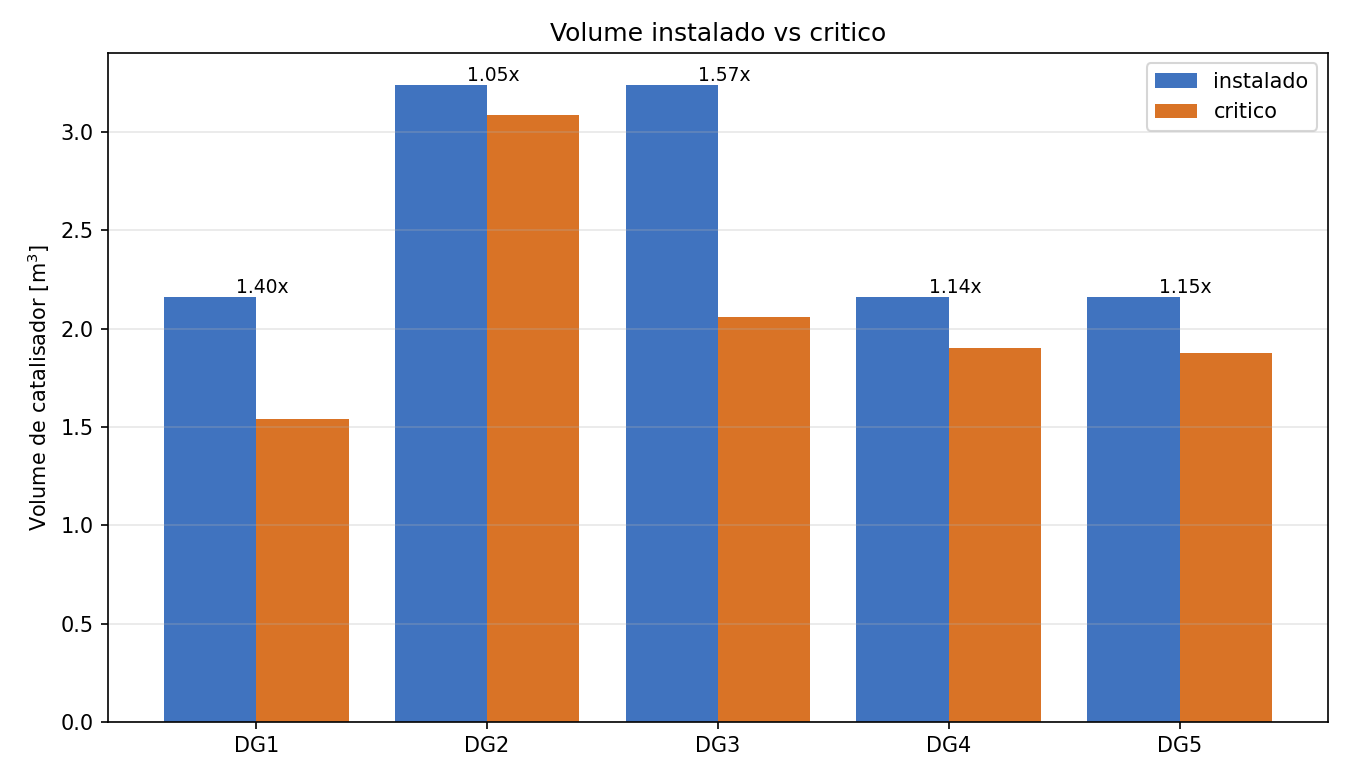 Volume instalado vs critico
1.05x 1.57x
instalado
critico
3.0
2.5
1.40x 1.14x 1.15x
2.0
1.5
1.0
0.5
0.0
Volume de catalisador [m³]
DG1 DG2 DG3 DG4 DG5